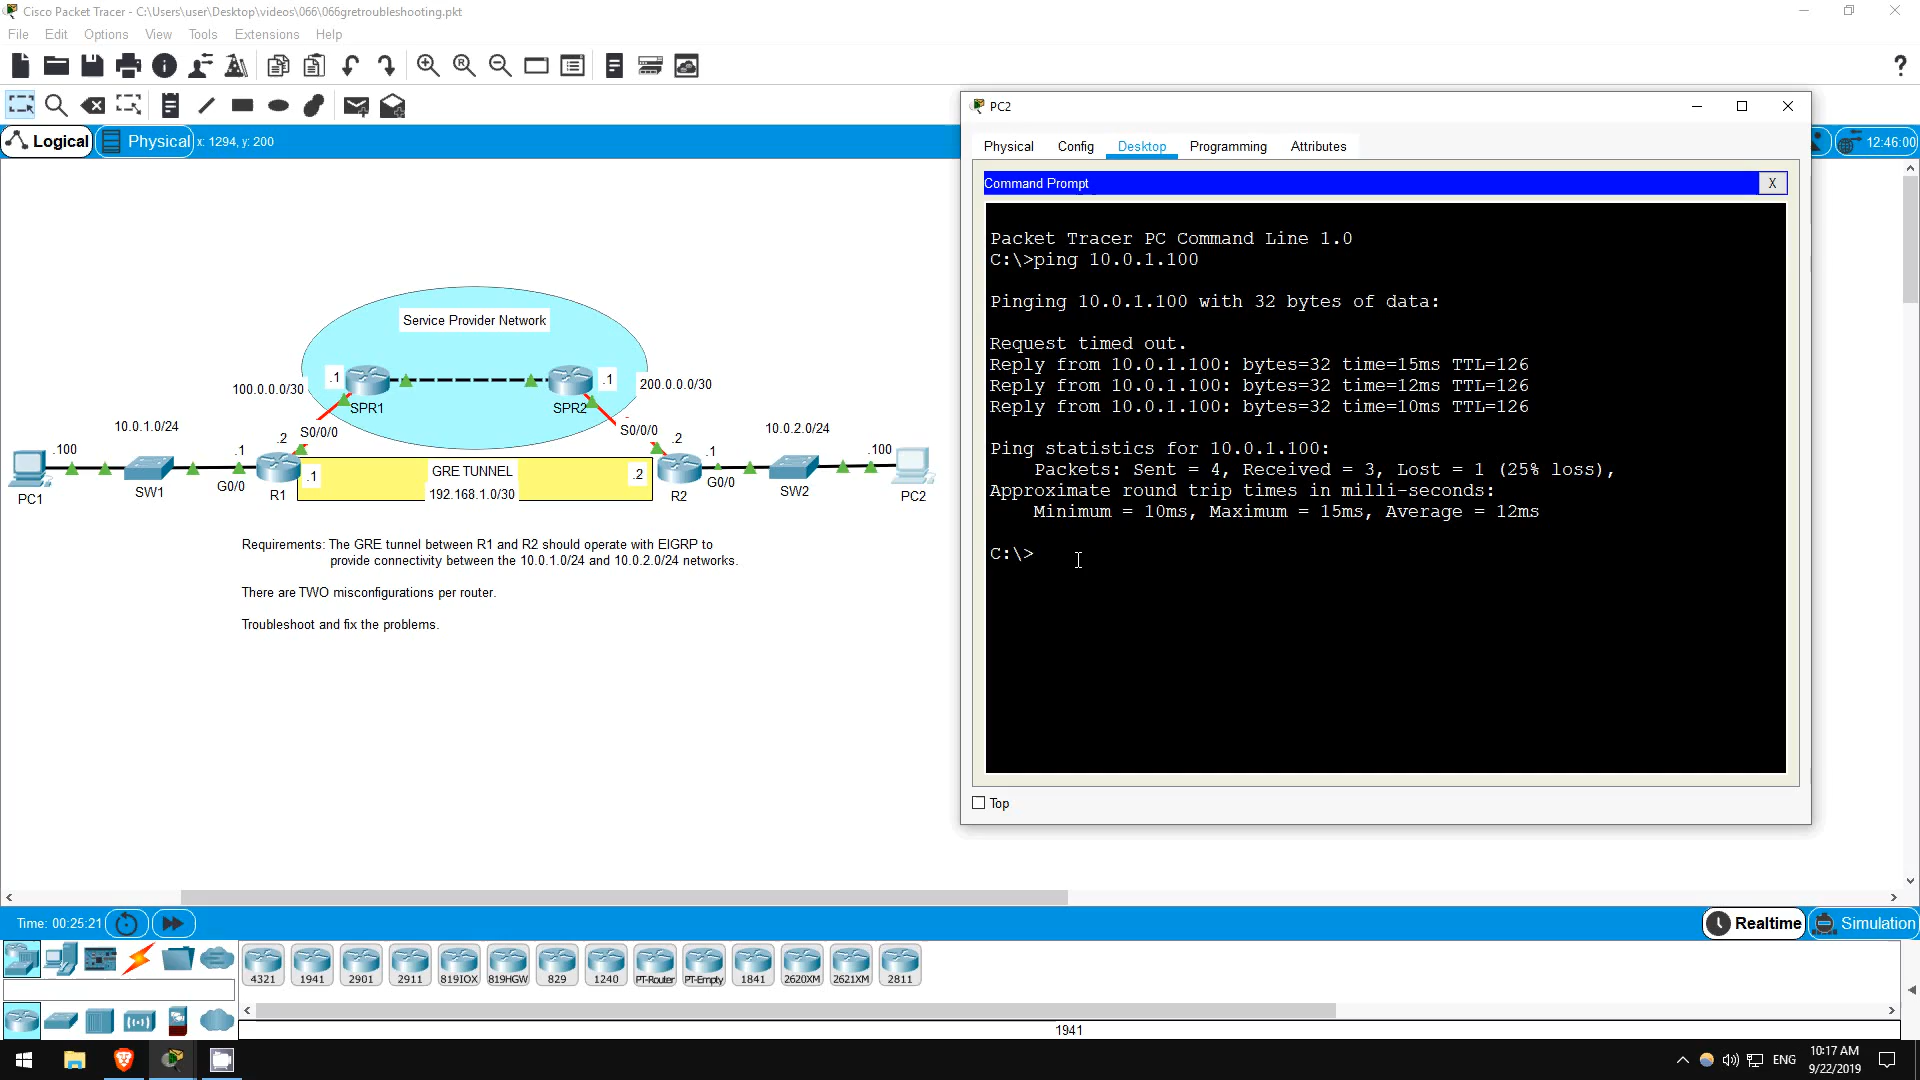 Cisco Packet Tracer - C:\Users\user\Desktop\videos\066\066gretroubleshooting.pkt
File Edit Options View Tools Extensions Help
?
Logical Physical x: 1294, y: 200
12:46:00
PC2
Physical Config Desktop Programming Attributes
Command Prompt X
Packet Tracer PC Command Line 1.0
C:\>ping 10.0.1.100
Pinging 10.0.1.100 with 32 bytes of data:
Request timed out.
Reply from 10.0.1.100: bytes=32 time=15ms TTL=126
Reply from 10.0.1.100: bytes=32 time=12ms TTL=126
Reply from 10.0.1.100: bytes=32 time=10ms TTL=126
Ping statistics for 10.0.1.100:
Packets: Sent = 4, Received = 3, Lost = 1 (25% loss),
Approximate round trip times in milli-seconds:
Minimum = 10ms, Maximum = 15ms, Average = 12ms
C:\>
Top
Service Provider Network
100.0.0.0/30 .1 .1 200.0.0.0/30
SPR1 SPR2
10.0.1.0/24 .2 S0/0/0 S0/0/0 .2 10.0.2.0/24
.100 .1 .1 .100
GRE TUNNEL
.1 .2
192.168.1.0/30
G0/0 G0/0
PC1 SW1 R1 R2 SW2 PC2
Requirements: The GRE tunnel between R1 and R2 should operate with EIGRP to
provide connectivity between the 10.0.1.0/24 and 10.0.2.0/24 networks.
There are TWO misconfigurations per router.
Troubleshoot and fix the problems.
Time: 00:25:21
Realtime Simulation
4321 1941 2901 2911 819IOX 819HGW 829 1240 PT-Router PT-Empty 1841 2620XM 2621XM 2811
1941
ENG
10:17 AM
9/22/2019